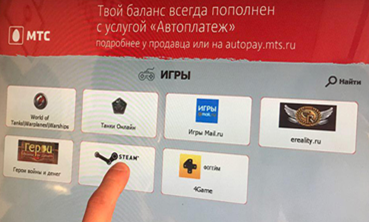 Твой баланс всегда пополнен
мтс
с услугой «Автоплатеж»
подробнее у продавца или на autopay.mts.ru
ИГРЫ
Найти
World of
Tanks\Warplanes\Warships
Танки Онлайн
ИГРЫ
Игры Mail.ru
ereality.ru
Герои
Герои войны и денег
STEAM
ФОГЕЙМ
4Game